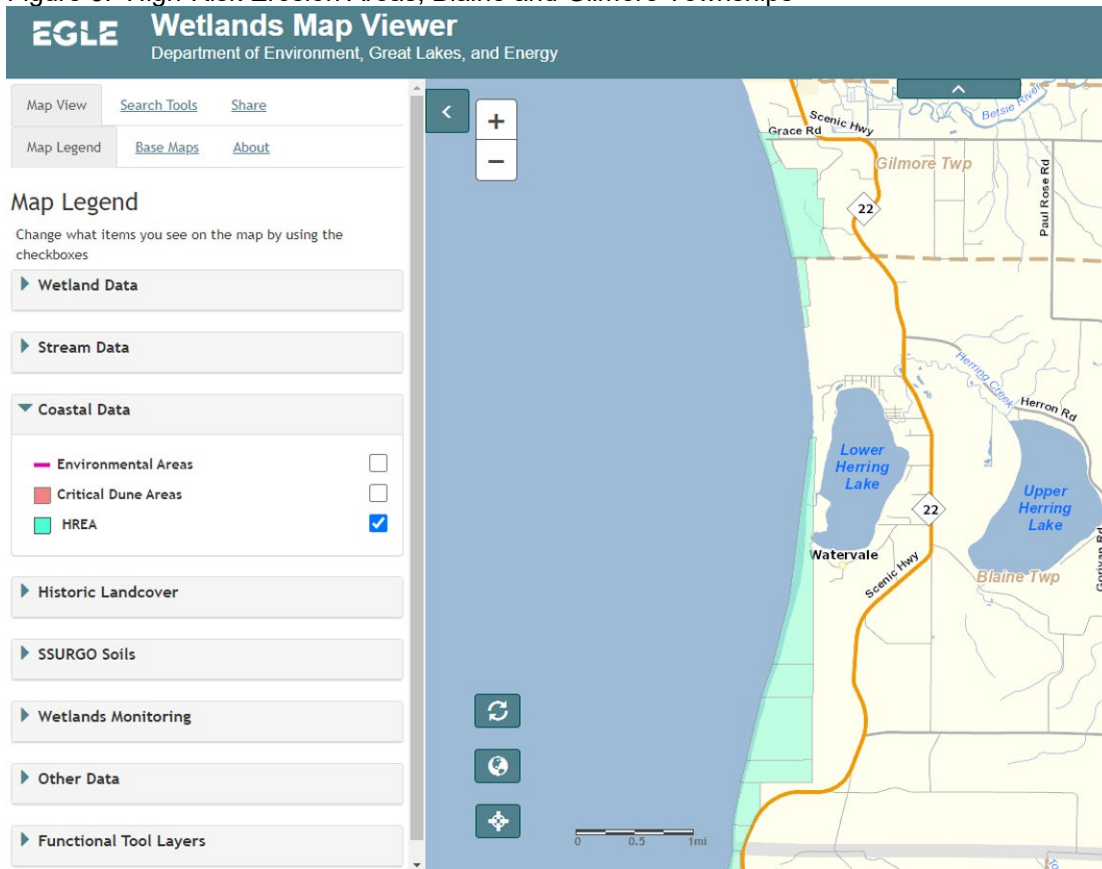 Figure 3. High Risk Erosion Areas, Blaine and Gilmore Townships
EGLE
Wetlands Map Viewer
Department of Environment, Great Lakes, and Energy
Map View
Search Tools
Share
Map Legend
Base Maps
About
Map Legend
Change what items you see on the map by using the
checkboxes
Wetland Data
Stream Data
Coastal Data
Environmental Areas
Critical Dune Areas
HREA
Historic Landcover
SSURGO Soils
Wetlands Monitoring
Other Data
Functional Tool Layers
<
+
−
Betsie River
Scenic Hwy
Grace Rd
Gilmore Twp
Paul Rose Rd
22
Herring Creek
Herron Rd
Lower
Herring
Lake
Upper
Herring
Lake
22
Watervale
Scenic Hwy
Blaine Twp
0 0.5 1mi